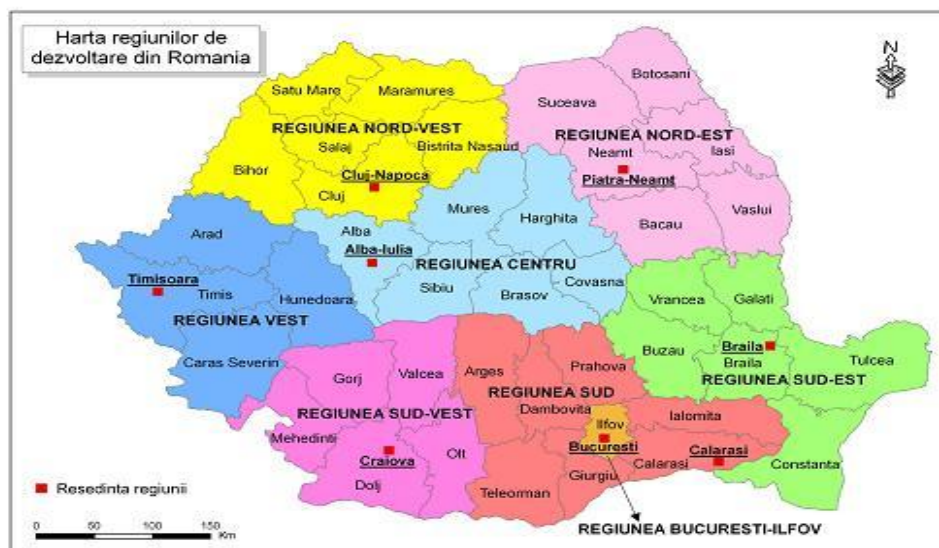 Harta regiunilor de
dezvoltare din Romania
N
Satu Mare
Maramures
Botosani
Suceava
REGIUNEA NORD-VEST
REGIUNEA NORD-EST
Salaj
Bistrita Nasaud
Neamt
Iasi
Bihor
Cluj-Napoca
Piatra-Neamt
Cluj
Mures
Harghita
Bacau
Vaslui
Arad
Alba
Alba-Iulia
REGIUNEA CENTRU
Timisoara
Timis
Hunedoara
Sibiu
Brasov
Covasna
Vrancea
Galati
REGIUNEA VEST
Buzau
Braila
Braila
Tulcea
Caras Severin
Gorj
Valcea
Arges
Prahova
REGIUNEA SUD
REGIUNEA SUD-EST
REGIUNEA SUD-VEST
Dambovita
Ilfov
Ialomita
Mehedinti
Olt
Bucuresti
Calarasi
Craiova
Calarasi
Constanta
Dolj
Teleorman
Giurgiu
Resedinta regiunii
REGIUNEA BUCURESTI-ILFOV
0 50 100 150
Km